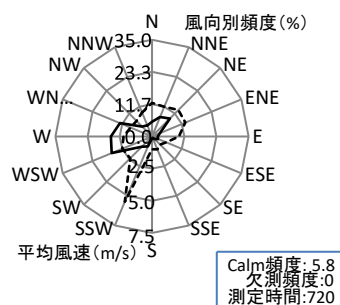 N
風向別頻度(%)
35.0
NNW
NNE
NW
23.3
NE
WN...
11.7
ENE
W
0.0
E
WSW
2.5
ESE
SW
5.0
SE
SSW
7.5
SSE
S
平均風速(m/s)
Calm頻度: 5.8
欠測頻度:0
測定時間:720